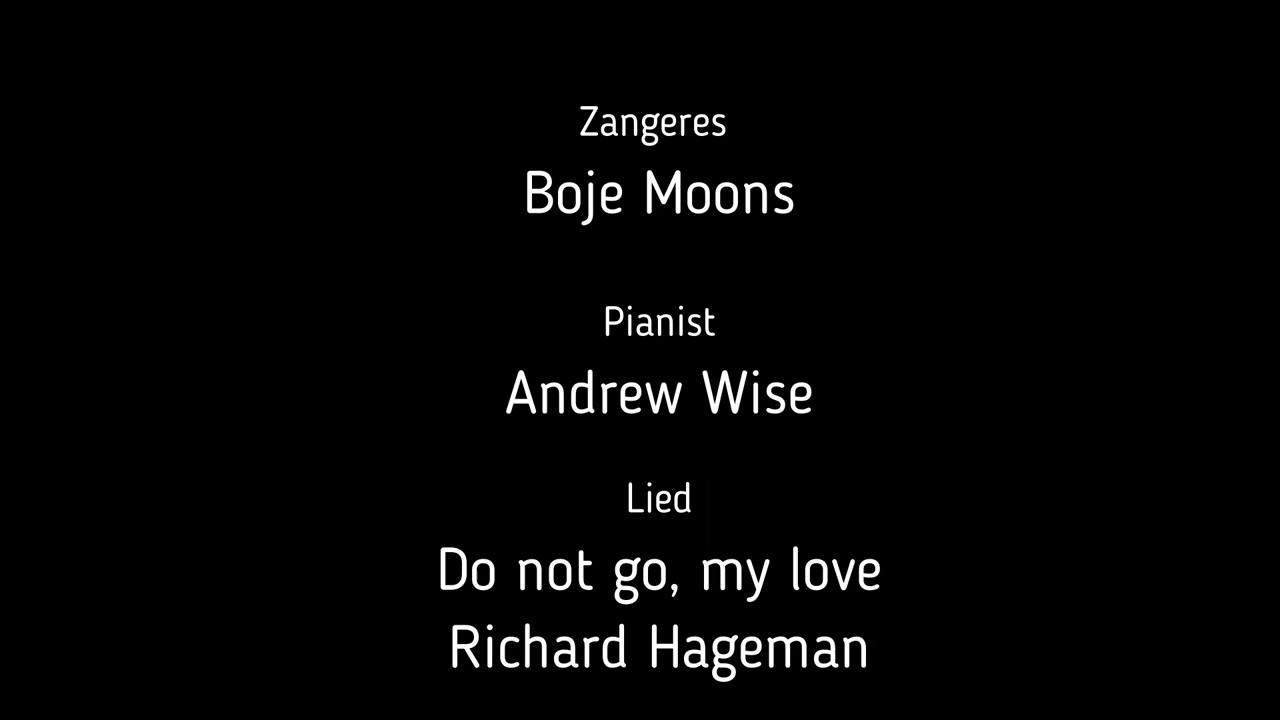 Zangeres
Boje Moons
Pianist
Andrew Wise
Lied
Do not go, my love
Richard Hageman